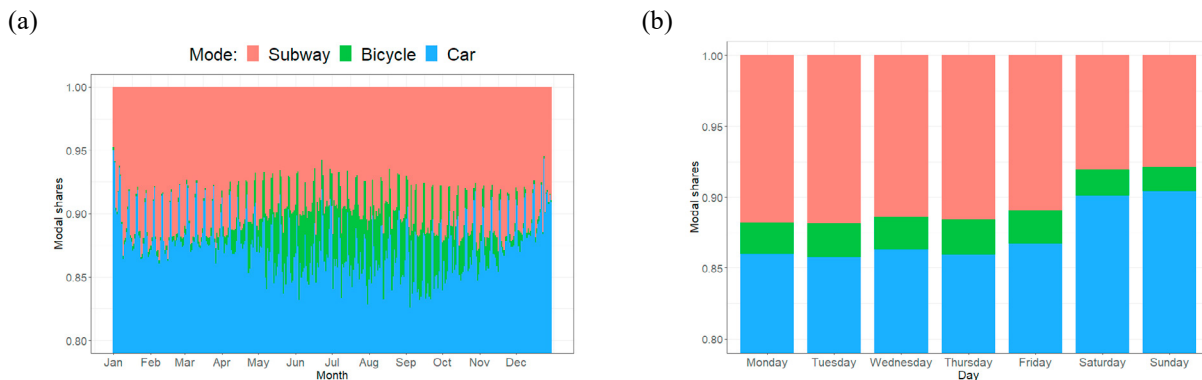 (a)
Mode: Subway Bicycle Car
1.00
0.95
0.90
0.85
0.80
Modal shares
Jan Feb Mar Apr May Jun Jul Aug Sep Oct Nov Dec
Month
(b)
1.00
0.95
0.90
0.85
0.80
Modal shares
Monday Tuesday Wednesday Thursday Friday Saturday Sunday
Day